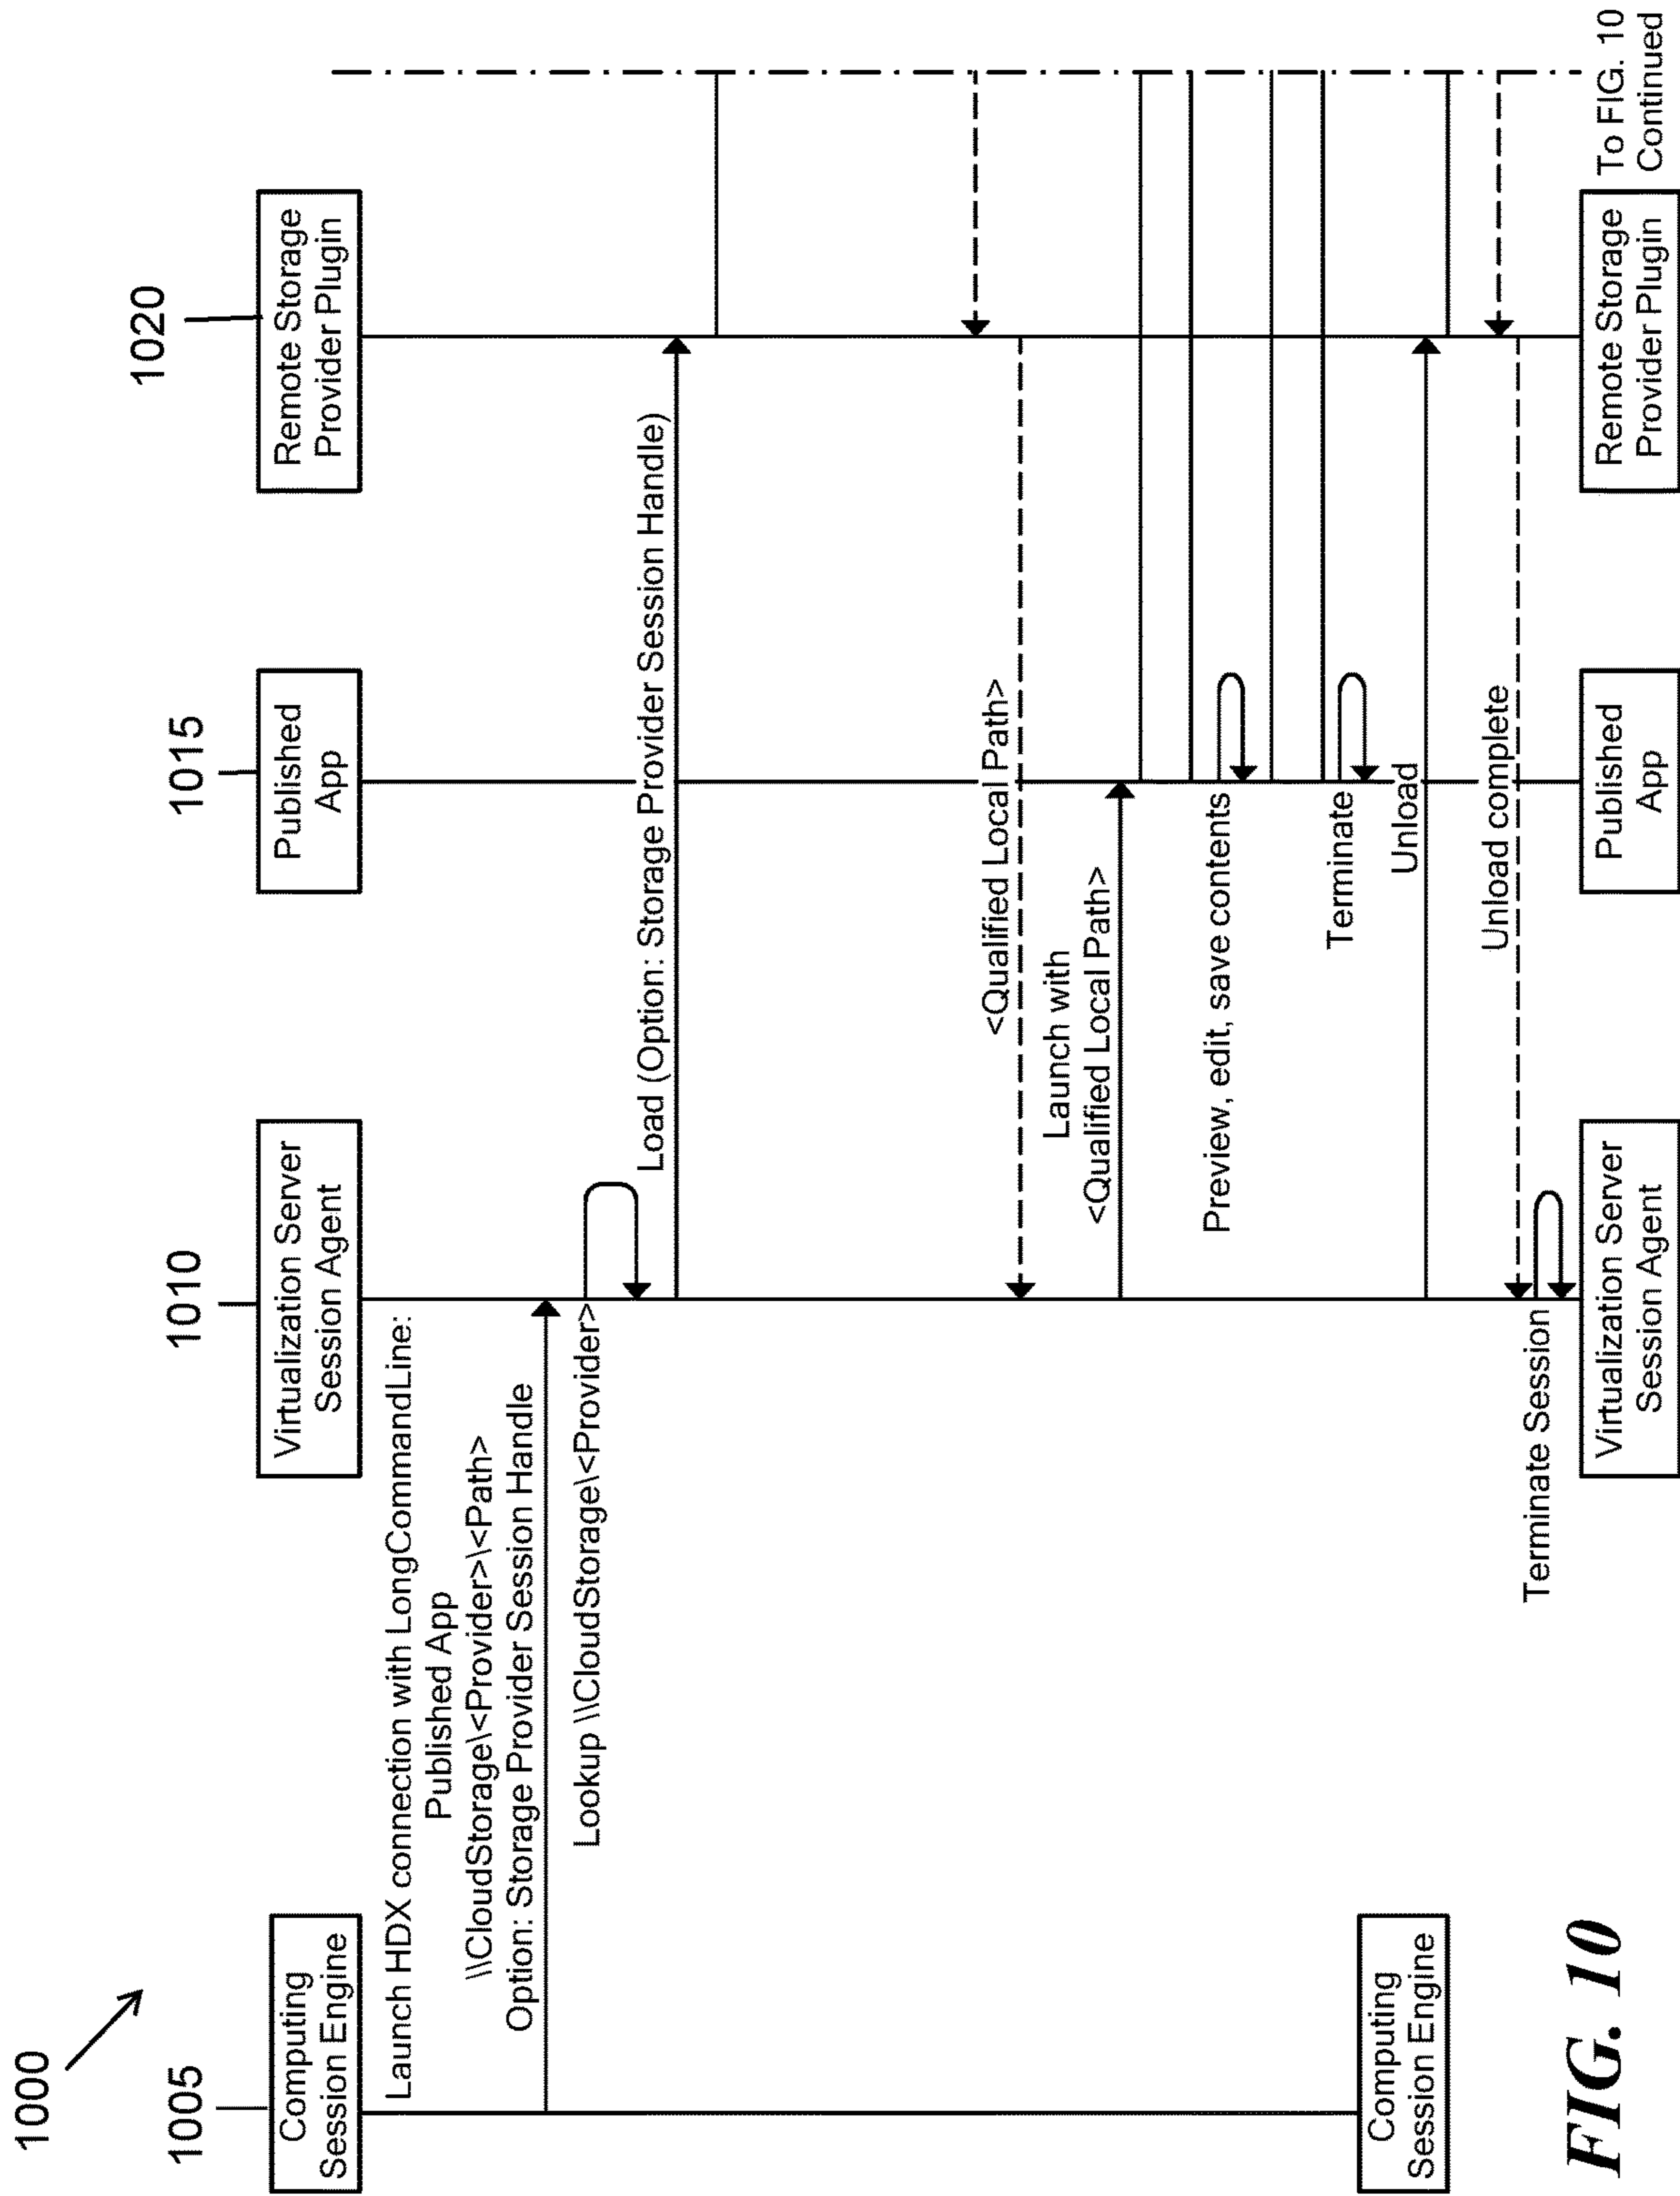 1000
1005
1010
1015
1020
Computing
Session Engine
Virtualization Server
Session Agent
Published
App
Remote Storage
Provider Plugin
Launch HDX connection with LongCommandLine:
Published App
\\CloudStorage\<Provider>\<Path>
Option: Storage Provider Session Handle
Lookup \\CloudStorage\<Provider>
Load (Option: Storage Provider Session Handle)
<Qualified Local Path>
Launch with
<Qualified Local Path>
Preview, edit, save contents
Terminate
Unload
Unload complete
Terminate Session
Computing
Session Engine
Virtualization Server
Session Agent
Published
App
Remote Storage
Provider Plugin
To FIG. 10
Continued
FIG. 10